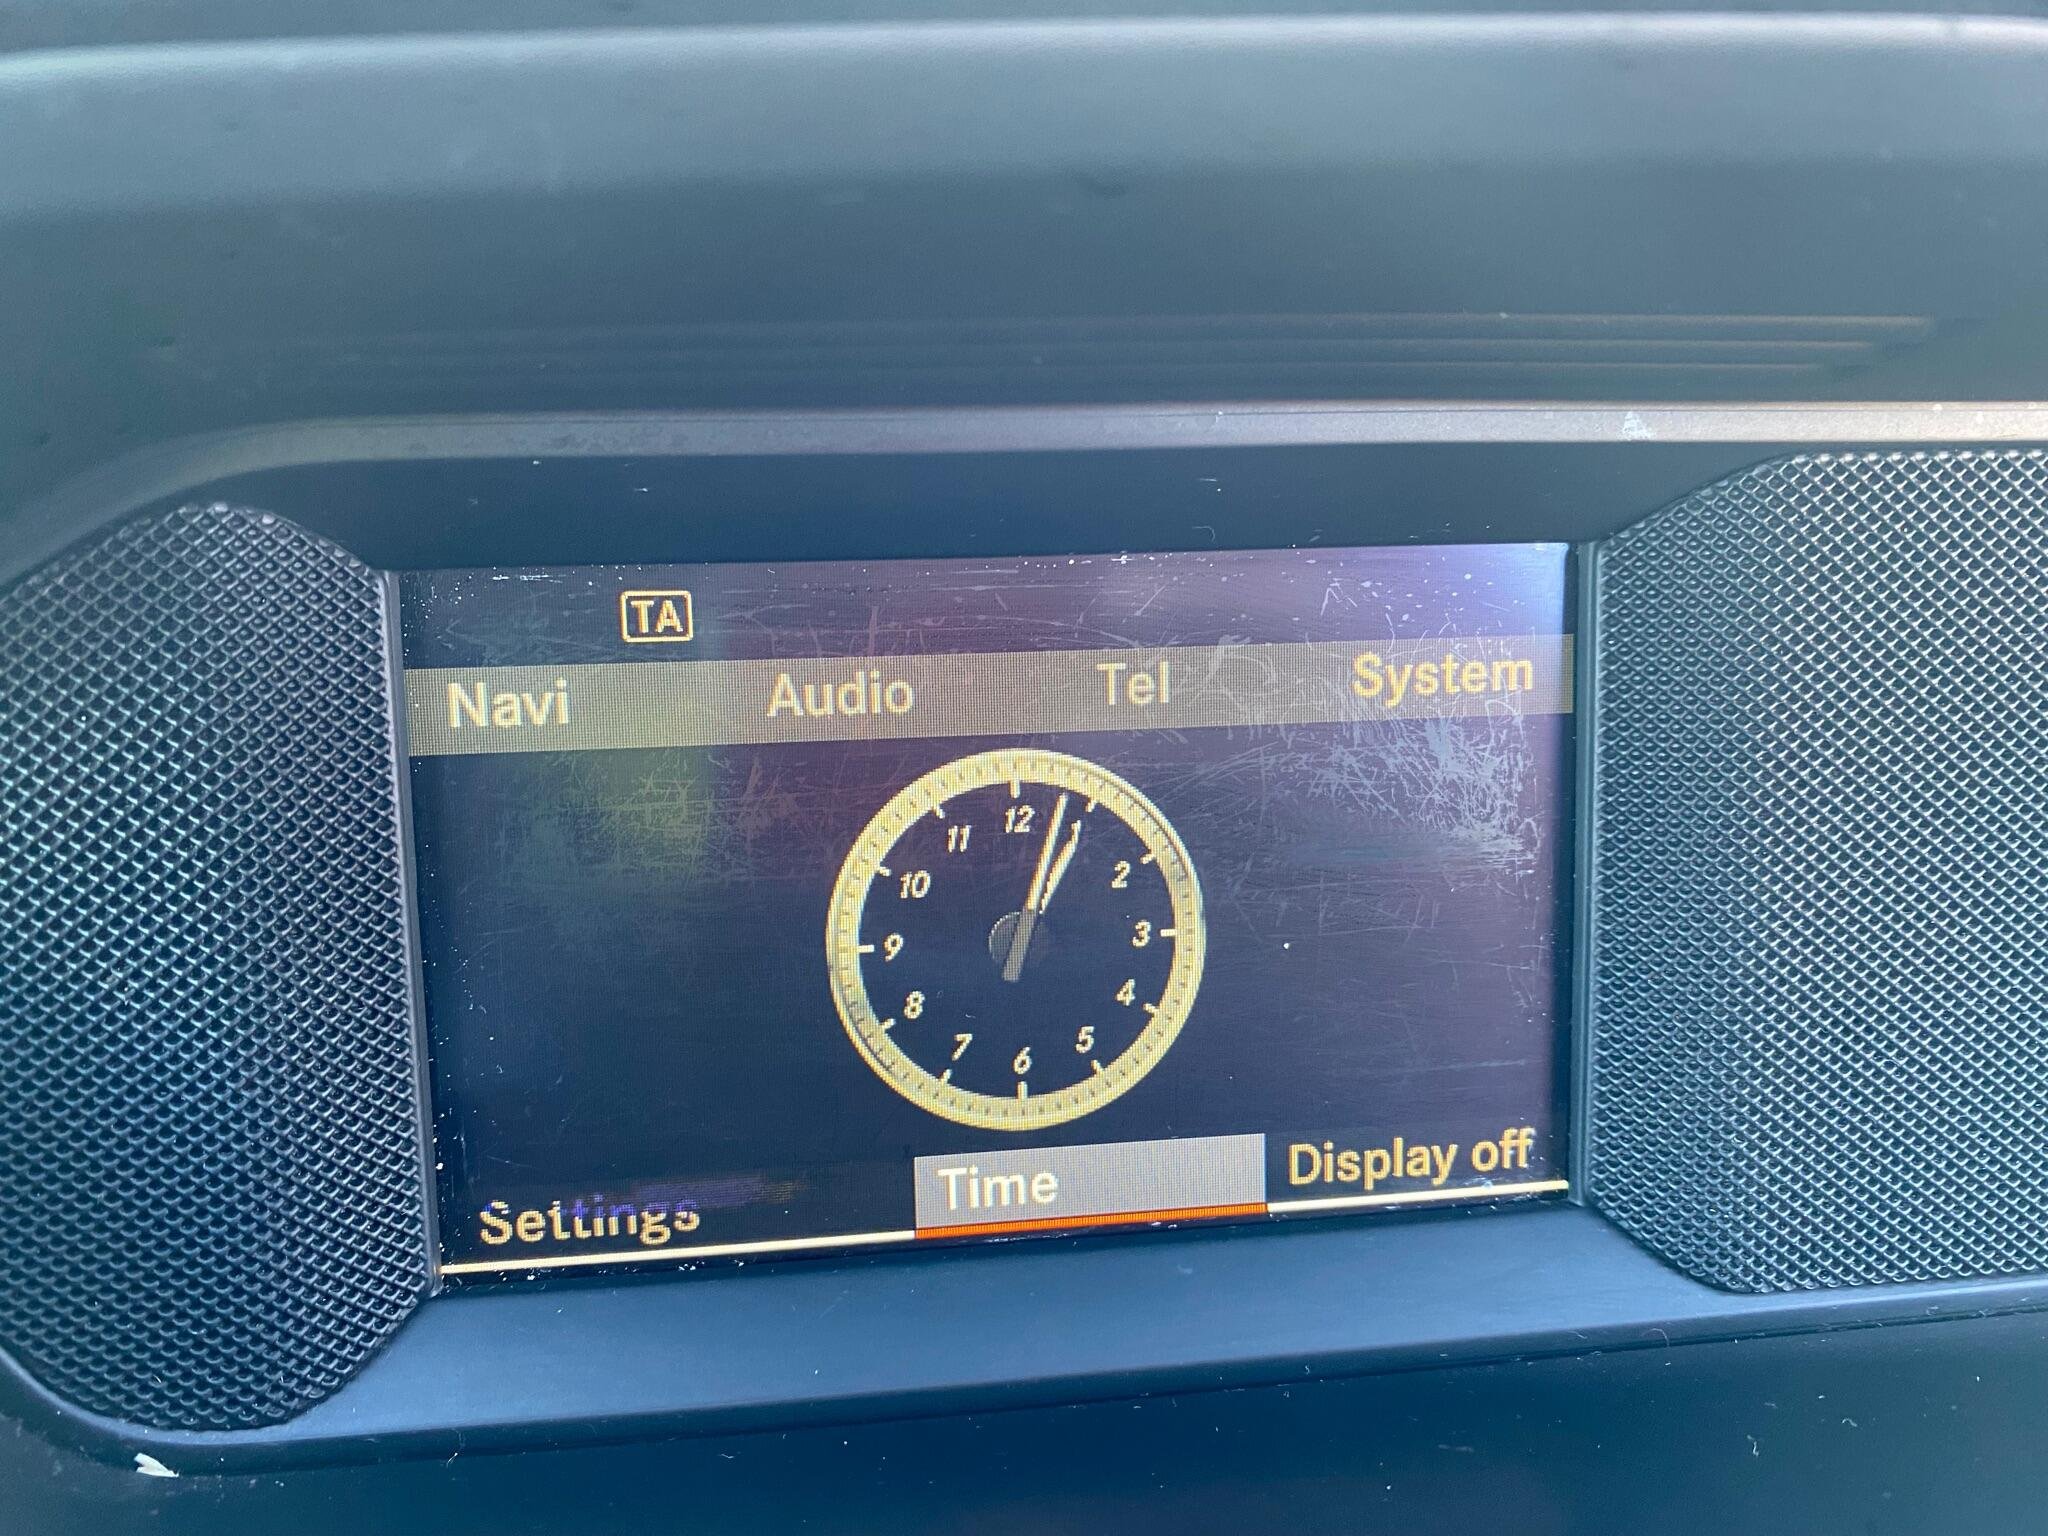 TA
Navi Audio Tel System
12
11 1
10 2
9 3
8 4
7 5
6
Settings Time Display off